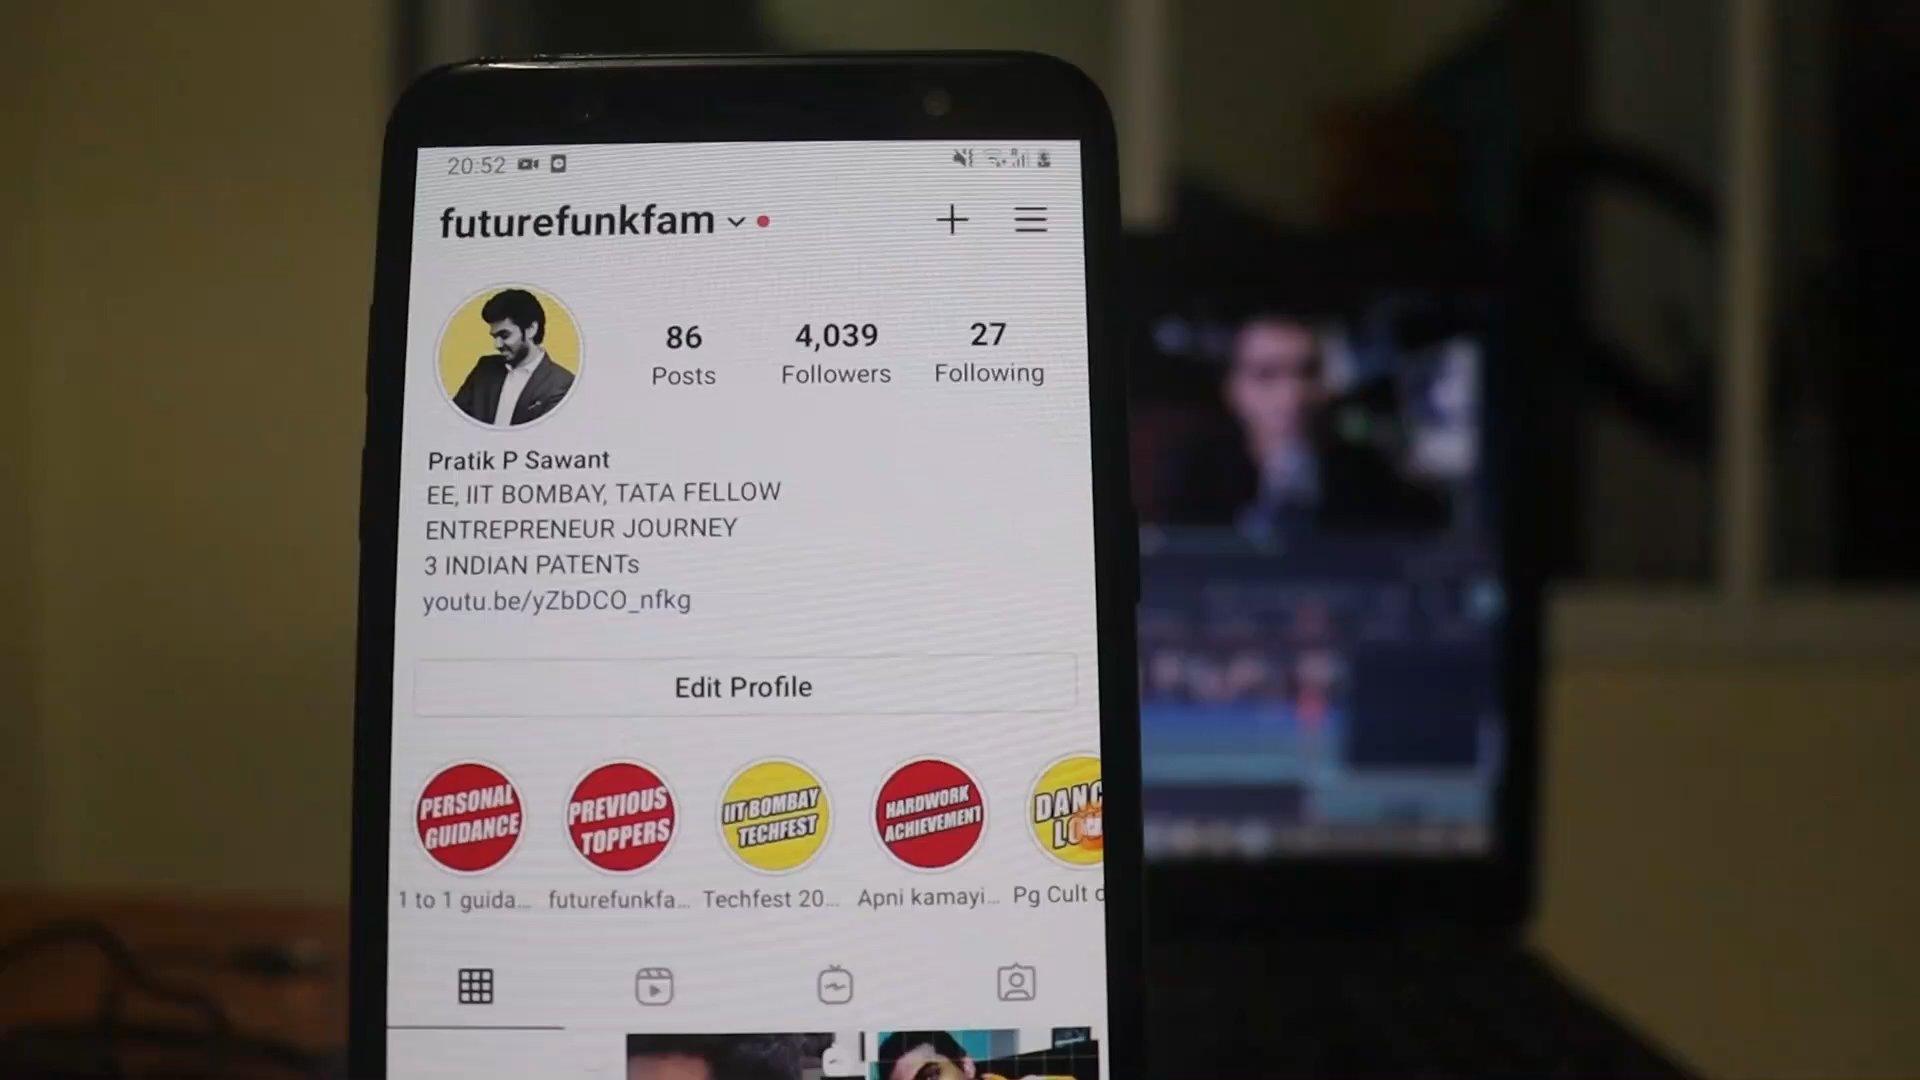 20:52
futurefunkfam
86
Posts
4,039
Followers
27
Following
Pratik P Sawant
EE, IIT BOMBAY, TATA FELLOW
ENTREPRENEUR JOURNEY
3 INDIAN PATENTs
youtu.be/yZbDCO_nfkg
Edit Profile
PERSONAL
GUIDANCE
PREVIOUS
TOPPERS
IIT BOMBAY
TECHFEST
HARDWORK
ACHIEVEMENT
DANC
LO
1 to 1 guida...
futurefunkfa...
Techfest 20...
Apni kamayi...
Pg Cult d